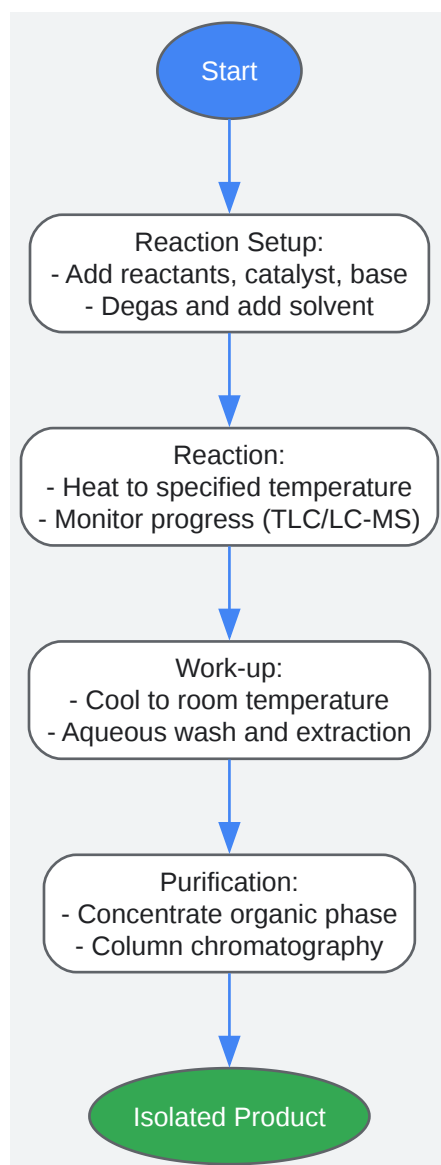 Start
Reaction Setup:
- Add reactants, catalyst, base
- Degas and add solvent
Reaction:
- Heat to specified temperature
- Monitor progress (TLC/LC-MS)
Work-up:
- Cool to room temperature
- Aqueous wash and extraction
Purification:
- Concentrate organic phase
- Column chromatography
Isolated Product